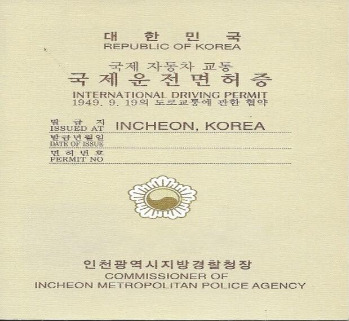 대한민국
REPUBLIC OF KOREA
국제 자동차 교통
국제운전면허증
INTERNATIONAL DRIVING PERMIT
1949. 9. 19의 도로교통에 관한 협약
발급지
ISSUED AT INCHEON, KOREA
발급년월일
DATE OF ISSUE
면허번호
PERMIT NO
인천광역시지방경찰청장
COMMISSIONER OF
INCHEON METROPOLITAN POLICE AGENCY